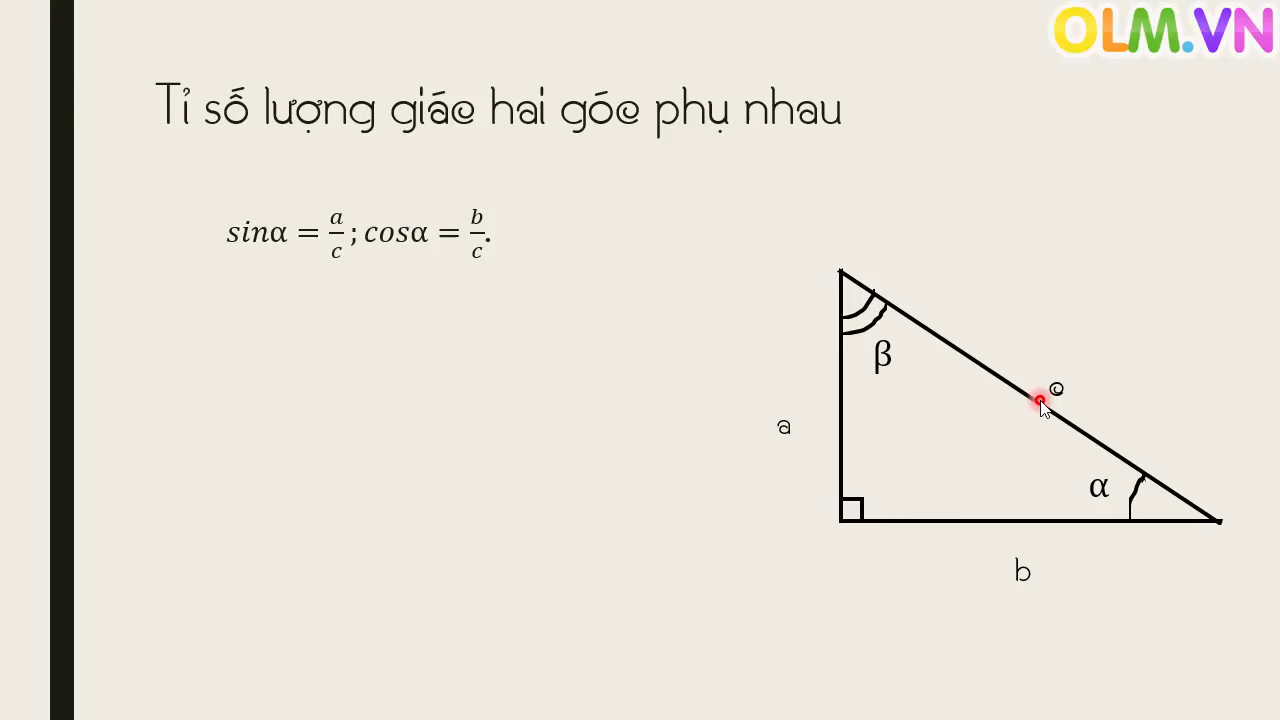 OLM.VN
Tỉ số lượng giác hai góc phụ nhau
sinα = a/c ; cosα = b/c.
β
c
a
α
b